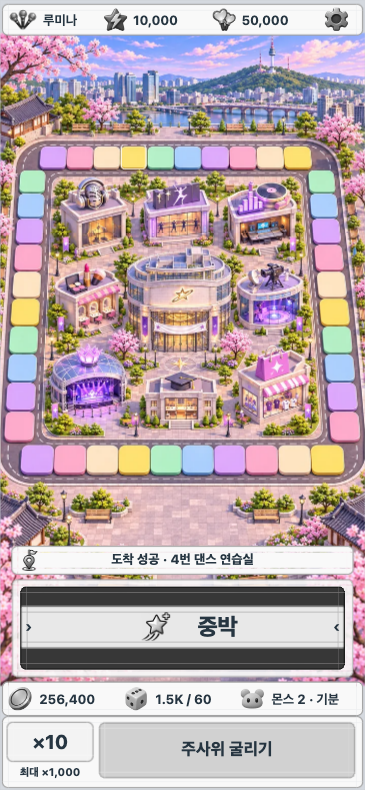 루미나 10,000 50,000
도착 성공 · 4번 댄스 연습실
› 중박 ‹
256,400 1.5K / 60 몬스 2 · 기분
×10
최대 ×1,000
주사위 굴리기